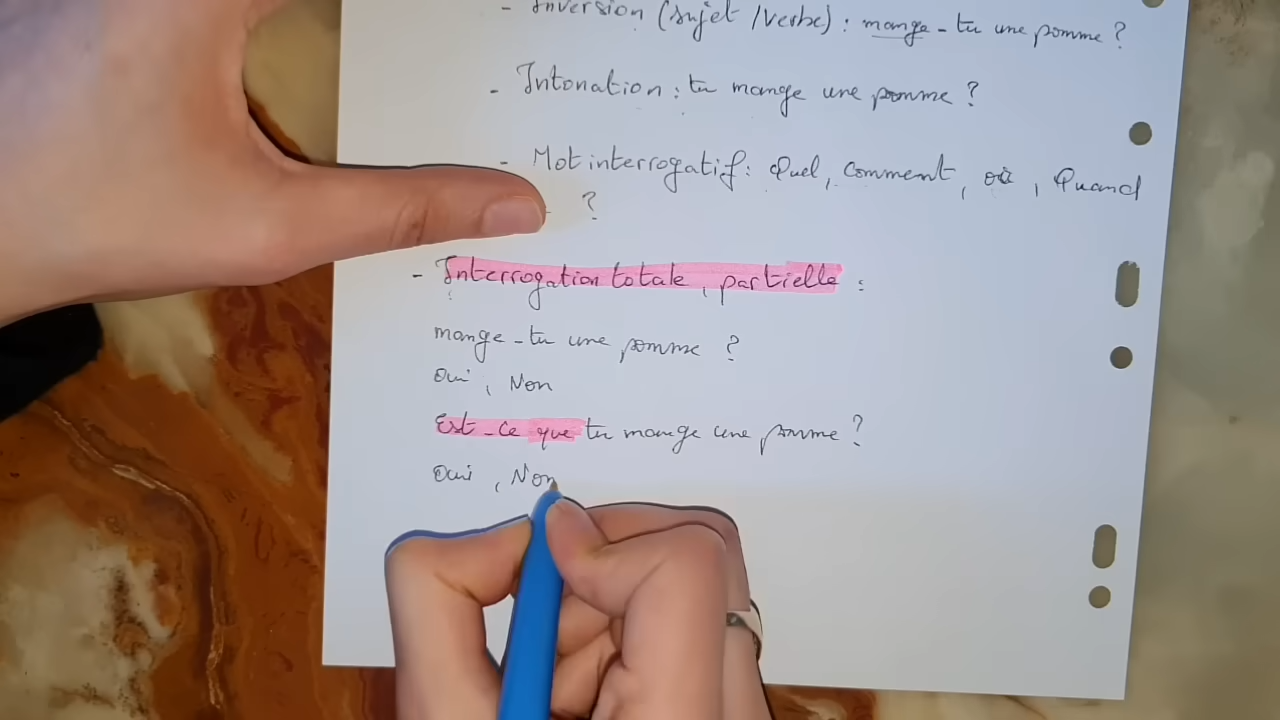 - Inversion (sujet /verbe) : mange - tu une pomme ?
- Intonation : tu mange une pomme ?
- Mot interrogatif : Quel, comment, où, Quand
?
- Interrogation totale, partielle :
mange - tu une pomme ?
Oui, Non
Est - ce que tu mange une pomme ?
Oui, Non